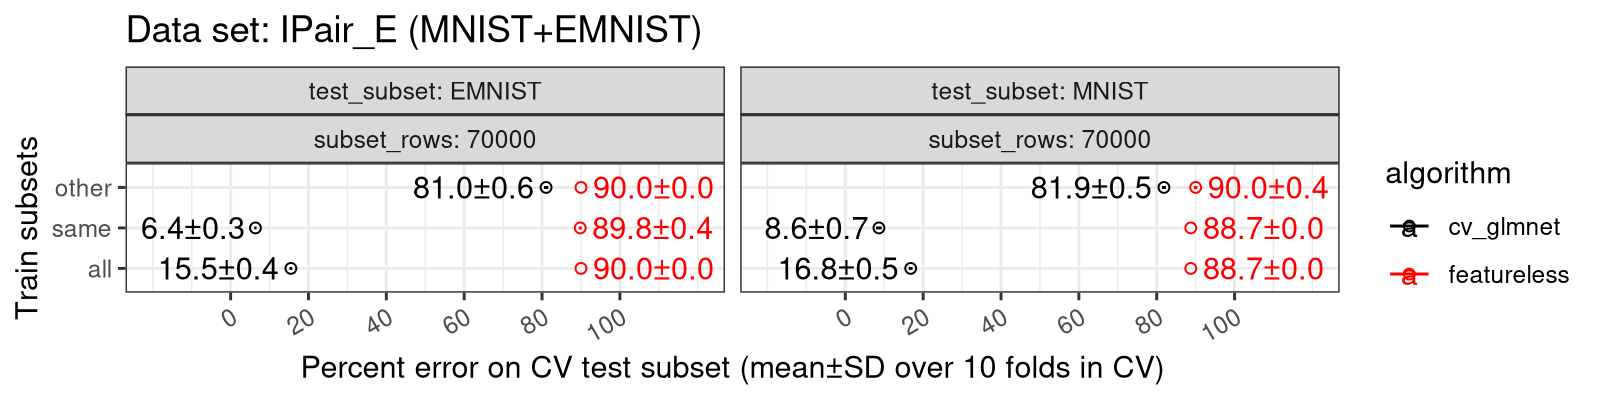 Data set: IPair_E (MNIST+EMNIST)
test_subset: EMNIST
test_subset: MNIST
subset_rows: 70000
subset_rows: 70000
Train subsets
other
same
all
81.0±0.6
90.0±0.0
6.4±0.3
89.8±0.4
15.5±0.4
90.0±0.0
81.9±0.5
90.0±0.4
8.6±0.7
88.7±0.0
16.8±0.5
88.7±0.0
0 20 40 60 80 100
0 20 40 60 80 100
Percent error on CV test subset (mean±SD over 10 folds in CV)
algorithm
a cv_glmnet
a featureless